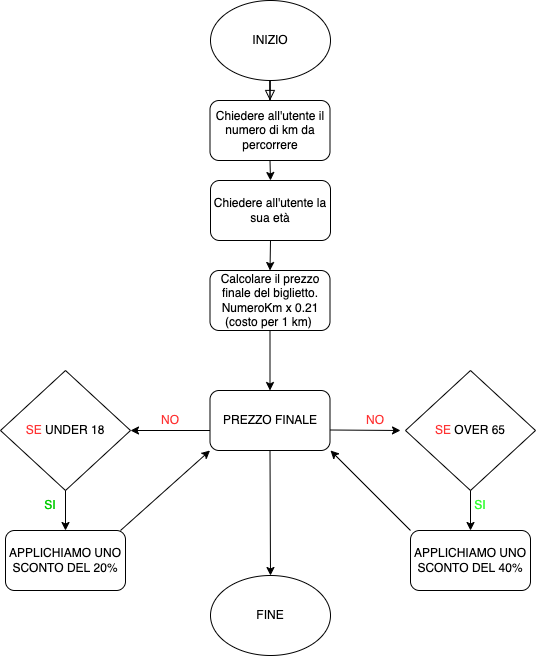 INIZIO
Chiedere all'utente il
numero di km da
percorrere
Chiedere all'utente la
sua età
Calcolare il prezzo
finale del biglietto.
NumeroKm x 0.21
(costo per 1 km)
SE UNDER 18
NO
PREZZO FINALE
NO
SE OVER 65
SI
SI
APPLICHIAMO UNO
SCONTO DEL 20%
APPLICHIAMO UNO
SCONTO DEL 40%
FINE